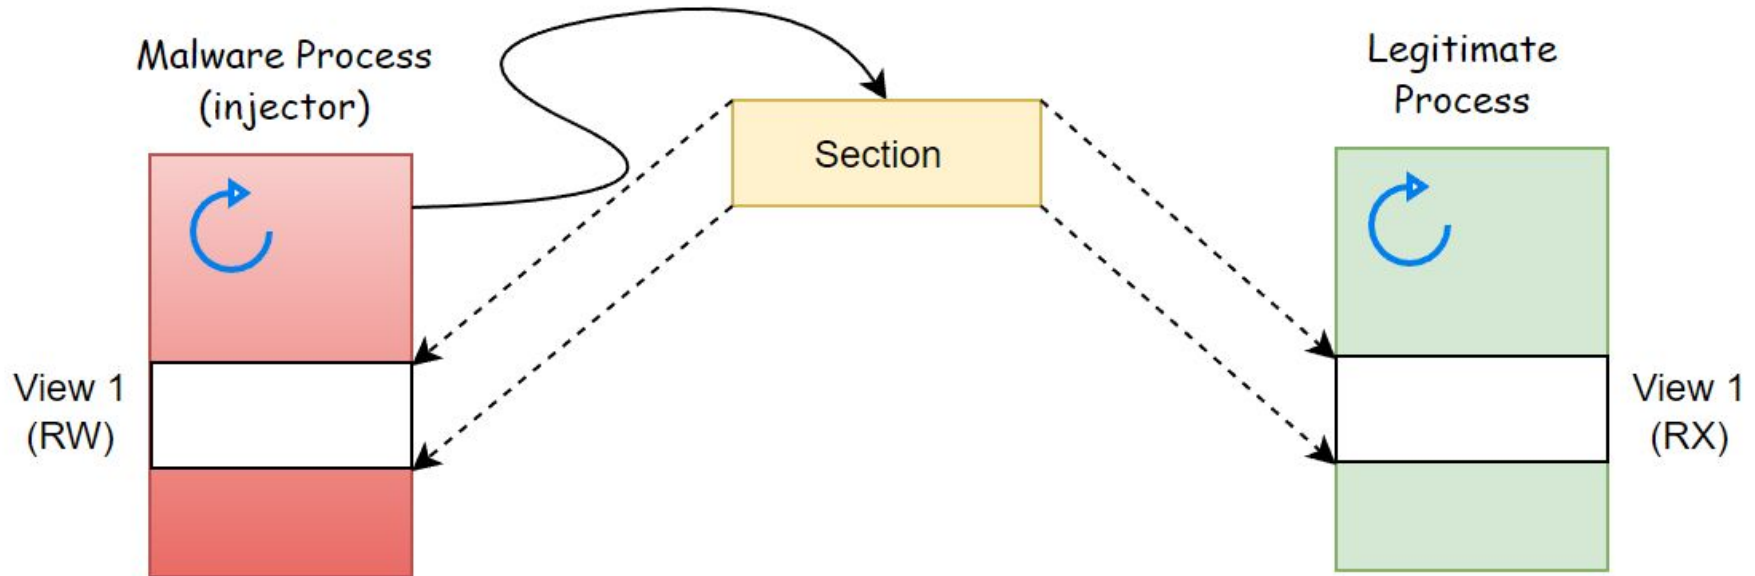 Malware Process
(injector)
Section
Legitimate
Process
View 1
(RW)
View 1
(RX)